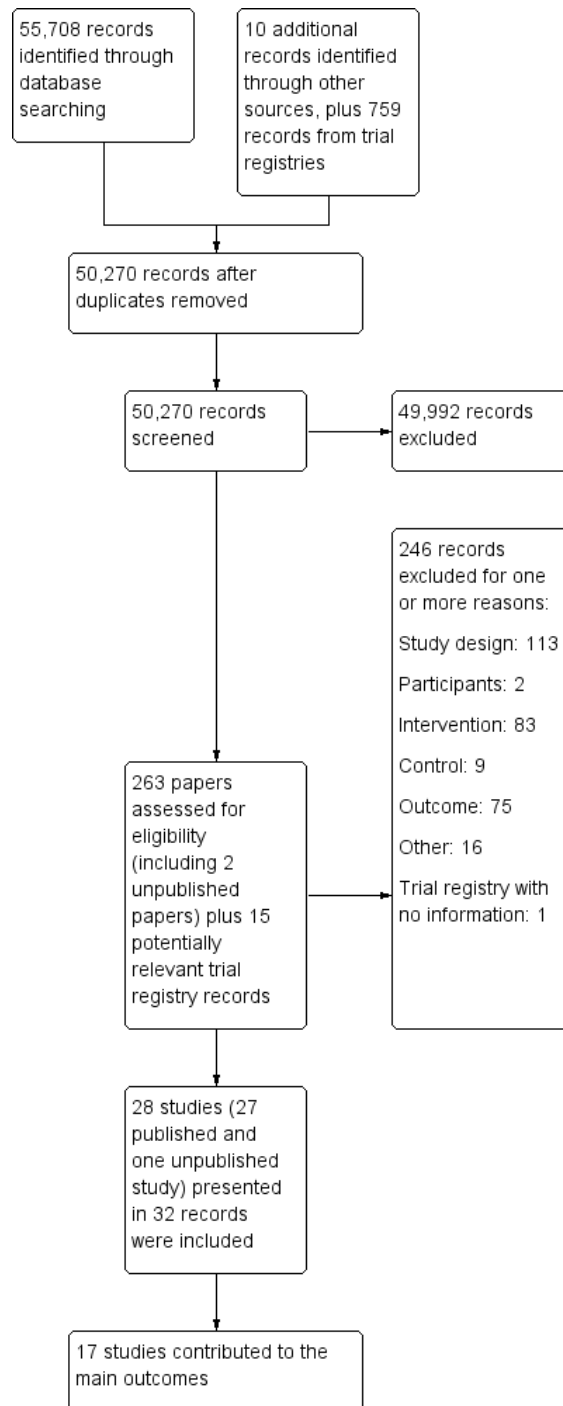 55,708 records
identified through
database
searching
10 additional
records identified
through other
sources, plus 759
records from trial
registries
50,270 records after
duplicates removed
50,270 records
screened
49,992 records
excluded
246 records
excluded for one
or more reasons:
Study design: 113
Participants: 2
Intervention: 83
Control: 9
Outcome: 75
Other: 16
Trial registry with
no information: 1
263 papers
assessed for
eligibility
(including 2
unpublished
papers) plus 15
potentially
relevant trial
registry records
28 studies (27
published and
one unpublished
study) presented
in 32 records
were included
17 studies contributed to the
main outcomes